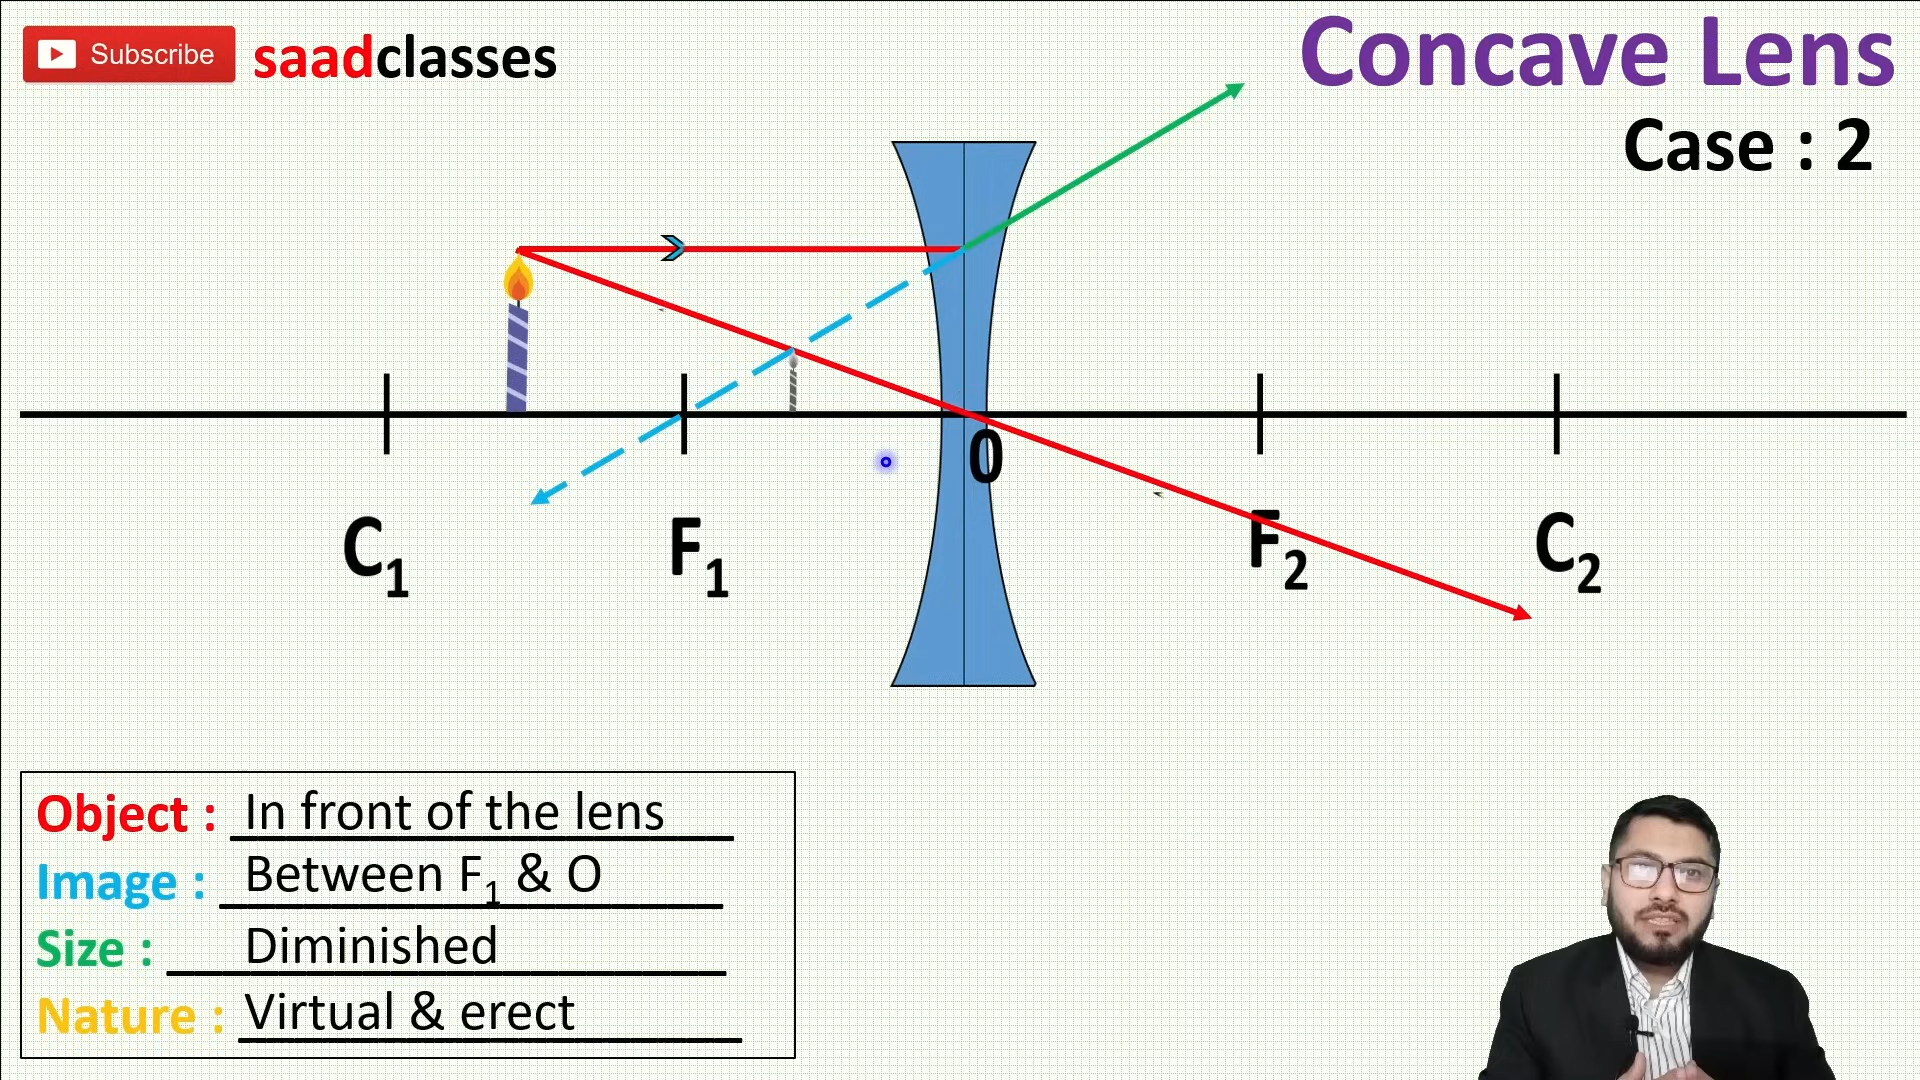 Subscribe saadclasses
Concave Lens
Case : 2
0
C1 F1 F2 C2
Object : In front of the lens
Image : Between F1 & O
Size : Diminished
Nature : Virtual & erect